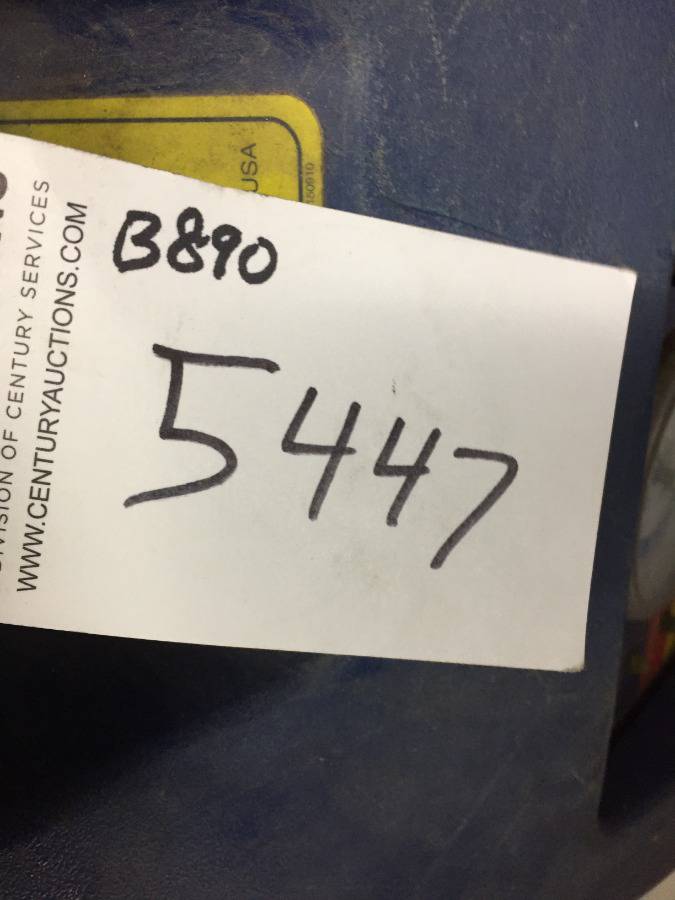 B890
5447
DIVISION OF CENTURY SERVICES
WWW.CENTURYAUCTIONS.COM
USA